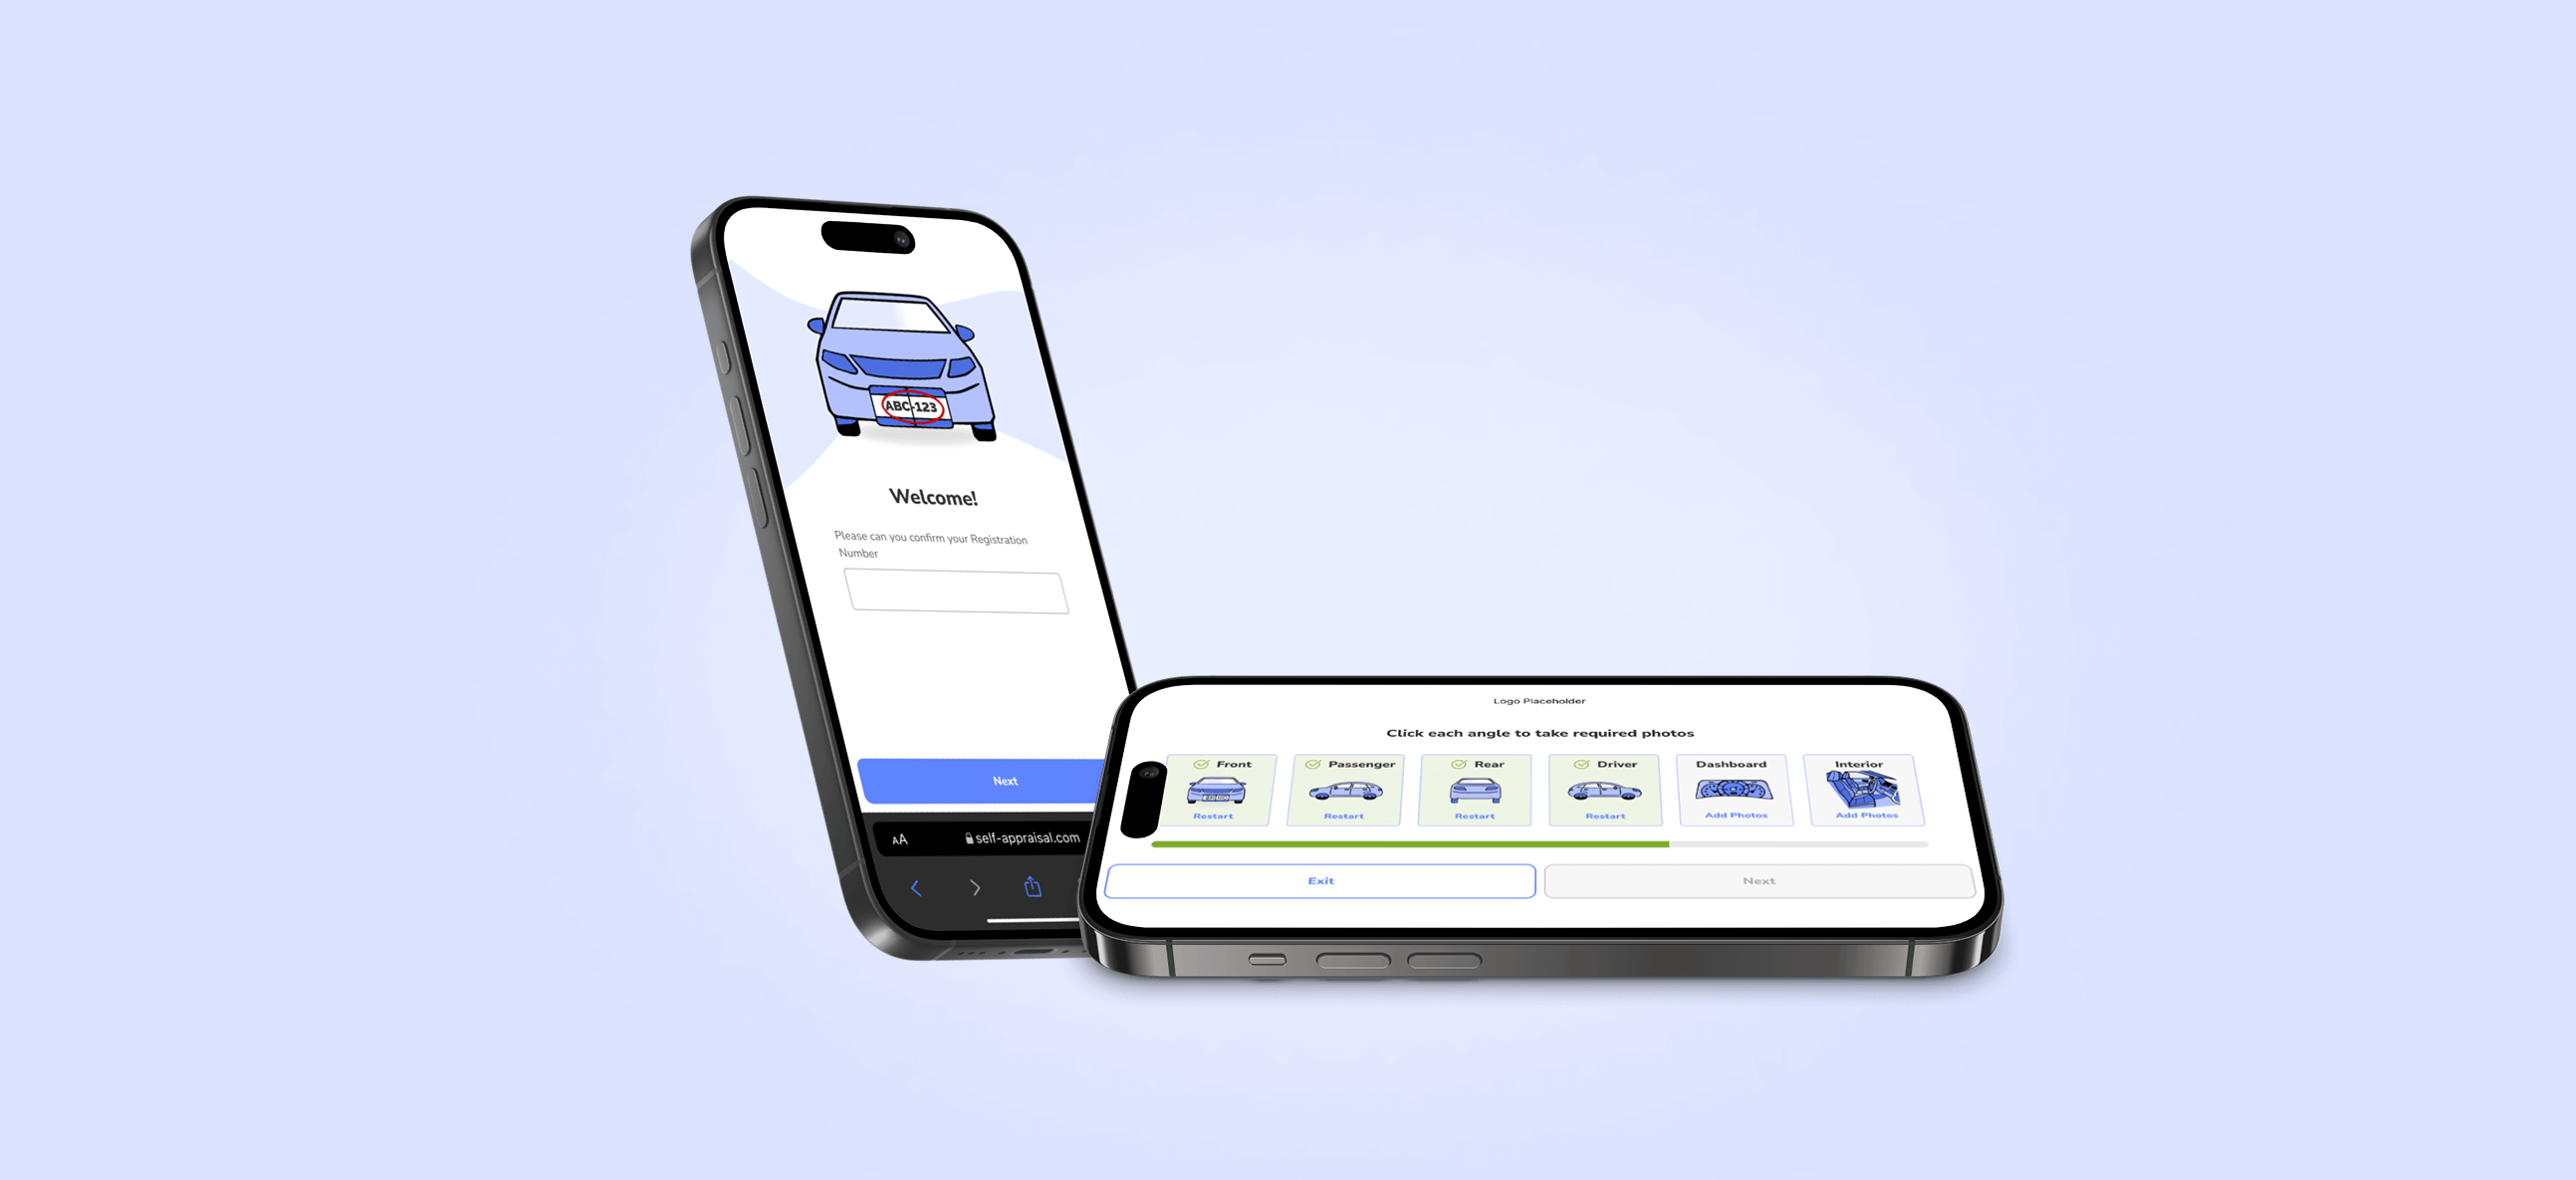 ABC-123
Welcome!
Please can you confirm your Registration
Number
Next
AA
self-appraisal.com
Logo Placeholder
Click each angle to take required photos
Front
Passenger
Rear
Driver
Dashboard
Interior
Restart
Restart
Restart
Restart
Add Photos
Add Photos
Exit
Next